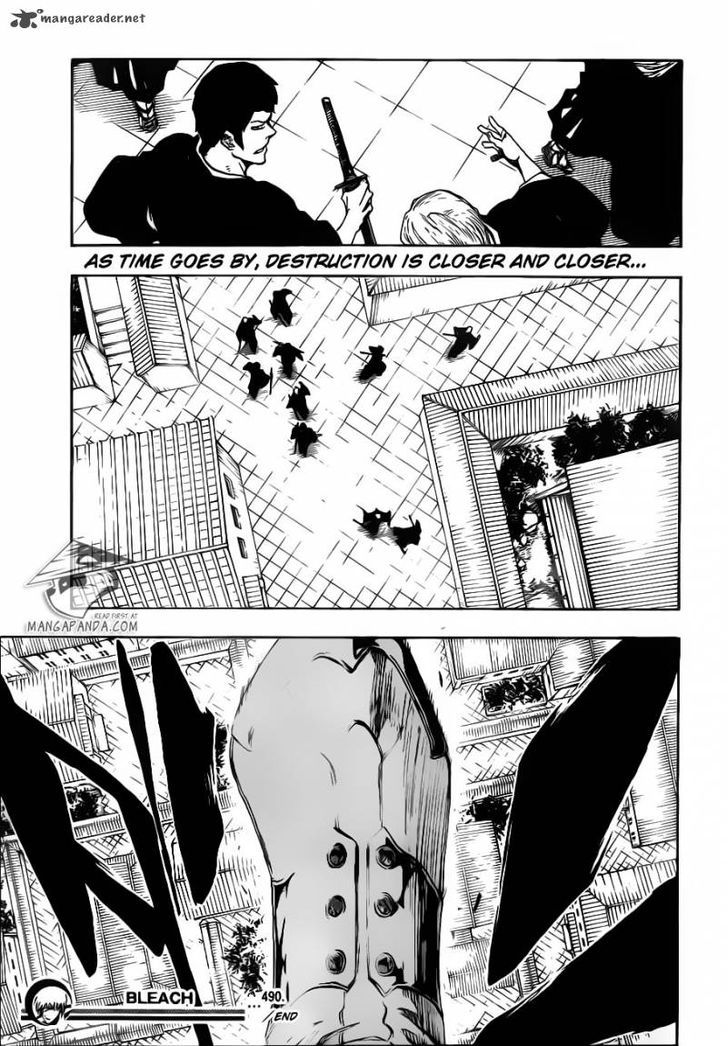 mangareader.net
AS TIME GOES BY, DESTRUCTION IS CLOSER AND CLOSER...
READ FIRST AT
MANGAPANDA.COM
BLEACH 490.
... /END